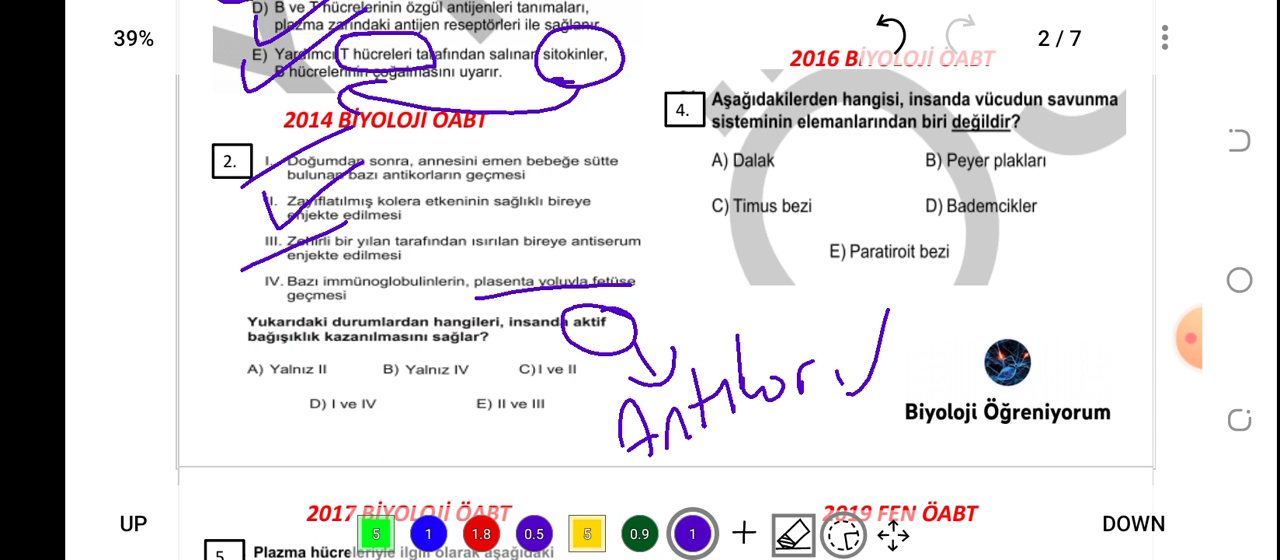 39%
2 / 7
D) B ve T hücrelerinin özgül antijenleri tanımaları,
plazma zarındaki antijen reseptörleri ile sağlanır.
E) Yardımcı T hücreleri tarafından salınan sitokinler,
B hücrelerinin çoğalmasını uyarır.
2014 BİYOLOJİ ÖABT
2.
I. Doğumdan sonra, annesini emen bebeğe sütte
bulunan bazı antikorların geçmesi
II. Zayıflatılmış kolera etkeninin sağlıklı bireye
enjekte edilmesi
III. Zehirli bir yılan tarafından ısırılan bireye antiserum
enjekte edilmesi
IV. Bazı immünoglobulinlerin, plasenta yoluyla fetüse
geçmesi
Yukarıdaki durumlardan hangileri, insanda aktif
bağışıklık kazanılmasını sağlar?
A) Yalnız II
B) Yalnız IV
C) I ve II
D) I ve IV
E) II ve III
2016 BİYOLOJİ ÖABT
4. Aşağıdakilerden hangisi, insanda vücudun savunma
sisteminin elemanlarından biri değildir?
A) Dalak
B) Peyer plakları
C) Timus bezi
D) Bademcikler
E) Paratiroit bezi
Antikor
Biyoloji Öğreniyorum
UP
DOWN
2017 BİYOLOJİ ÖABT
2019 FEN ÖABT
5. Plazma hücreleriyle ilgili olarak aşağıdaki
5
1
1.8
0.5
5
0.9
1